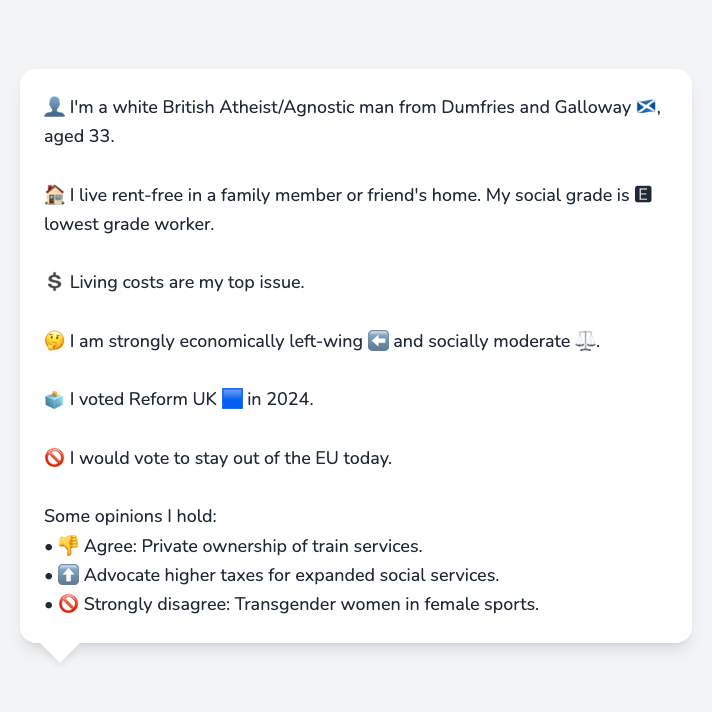 👤 I'm a white British Atheist/Agnostic man from Dumfries and Galloway 🏴󠁧󠁢󠁳󠁣󠁴󠁿,
aged 33.
🏠 I live rent-free in a family member or friend's home. My social grade is 🅴
lowest grade worker.
💲 Living costs are my top issue.
🤔 I am strongly economically left-wing ⬅️ and socially moderate ⚖️.
🗳️ I voted Reform UK 🟦 in 2024.
🚫 I would vote to stay out of the EU today.
Some opinions I hold:
• 👎 Agree: Private ownership of train services.
• ⬆️ Advocate higher taxes for expanded social services.
• 🚫 Strongly disagree: Transgender women in female sports.